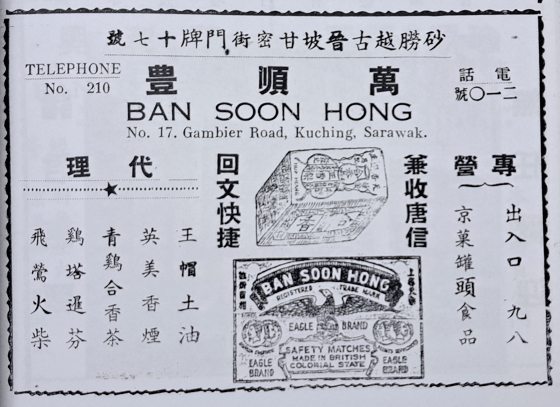 砂朥越古晉坡甘密街門牌十七號
TELEPHONE
No. 210
萬順豐
電話
二一〇號
BAN SOON HONG
No. 17. Gambier Road, Kuching. Sarawak.
專營
出入口 九八
京菓罐頭食品
兼收唐信
回文快捷
代理
王帽土油
英美香煙
青鷄合香茶
鷄塔暹芬
飛鶯火柴
BAN SOON HONG
REGISTERED TRADE MARK
EAGLE BRAND
SAFETY MATCHES
MADE IN BRITISH
COLONIAL STATE
EAGLE BRAND
EAGLE BRAND